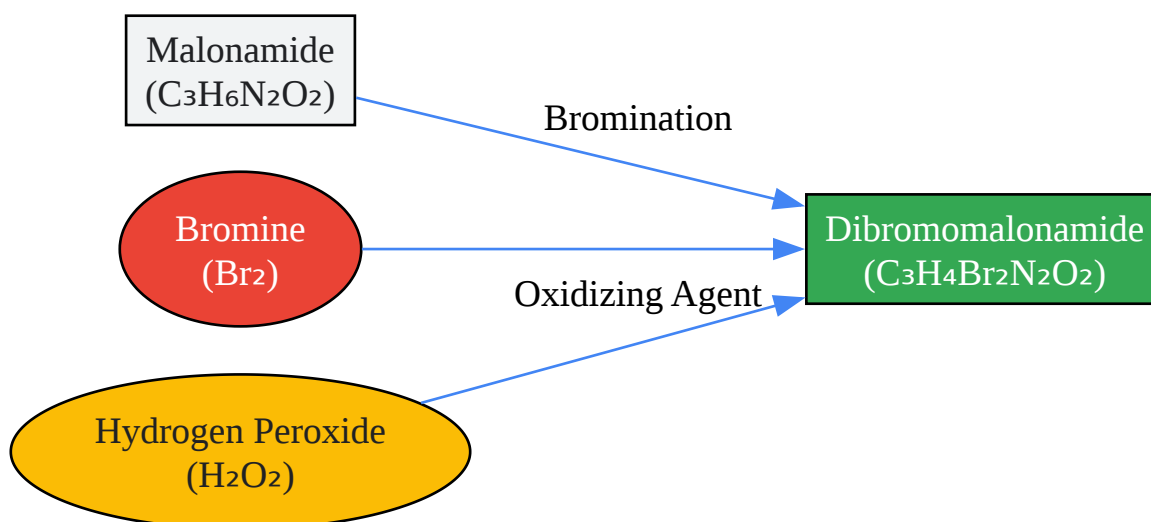 Malonamide
(C₃H₆N₂O₂)
Bromination
Bromine
(Br₂)
Dibromomalonamide
(C₃H₄Br₂N₂O₂)
Oxidizing Agent
Hydrogen Peroxide
(H₂O₂)